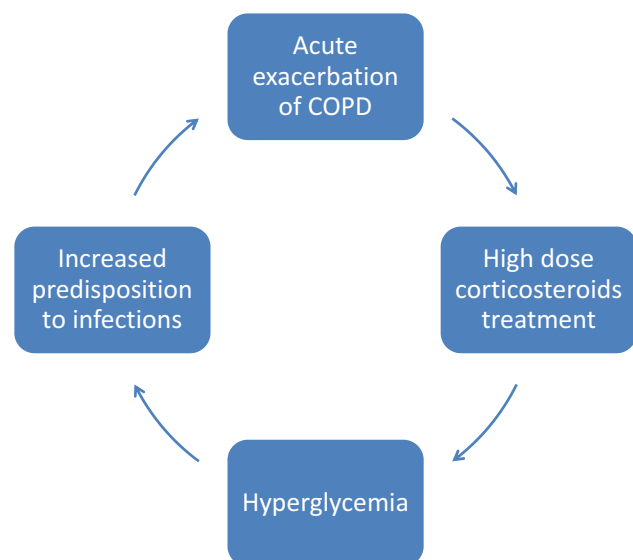 Acute
exacerbation
of COPD
High dose
corticosteroids
treatment
Hyperglycemia
Increased
predisposition
to infections